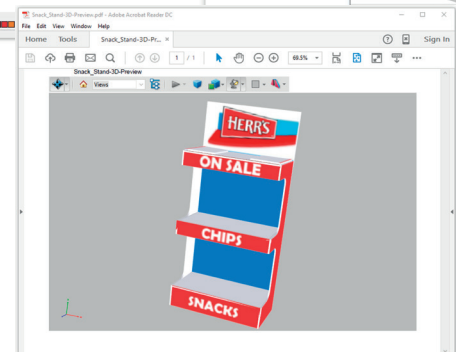 Snack_Stand-3D-Preview.pdf - Adobe Acrobat Reader DC
File Edit View Window Help
Home Tools Snack_Stand-3D-Pr... × Sign In
1 / 1 69.5%
Snack_Stand-3D-Preview
Views
HERR'S
ON SALE
CHIPS
SNACKS